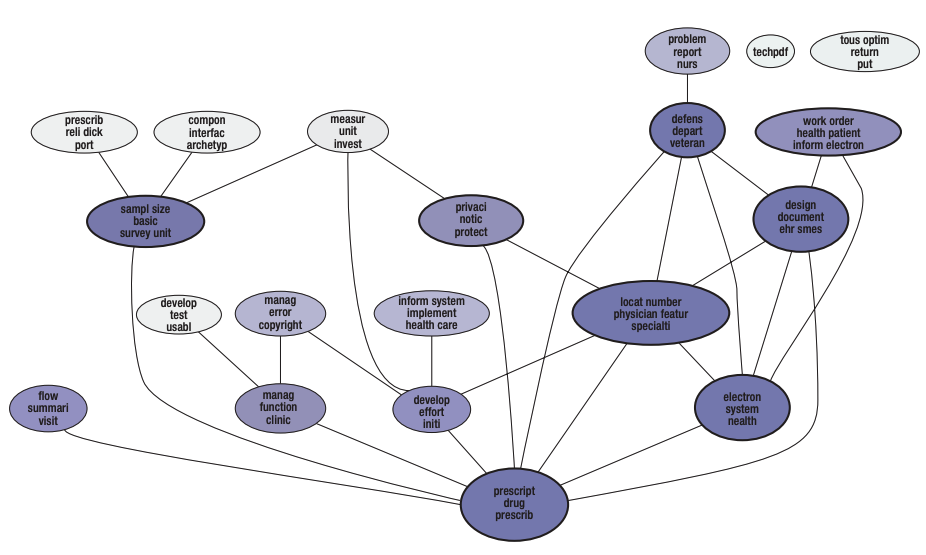 problem
report
nurs
techpdf
tous optim
return
put
prescrib
reli dick
port
compon
interfac
archetyp
measur
unit
invest
defens
depart
veteran
work order
health patient
inform electron
sampl size
basic
survey unit
privaci
notic
protect
design
document
ehr smes
develop
test
usabl
manag
error
copyright
inform system
implement
health care
locat number
physician featur
specialti
flow
summari
visit
manag
function
clinic
develop
effort
initi
electron
system
nealth
prescript
drug
prescrib